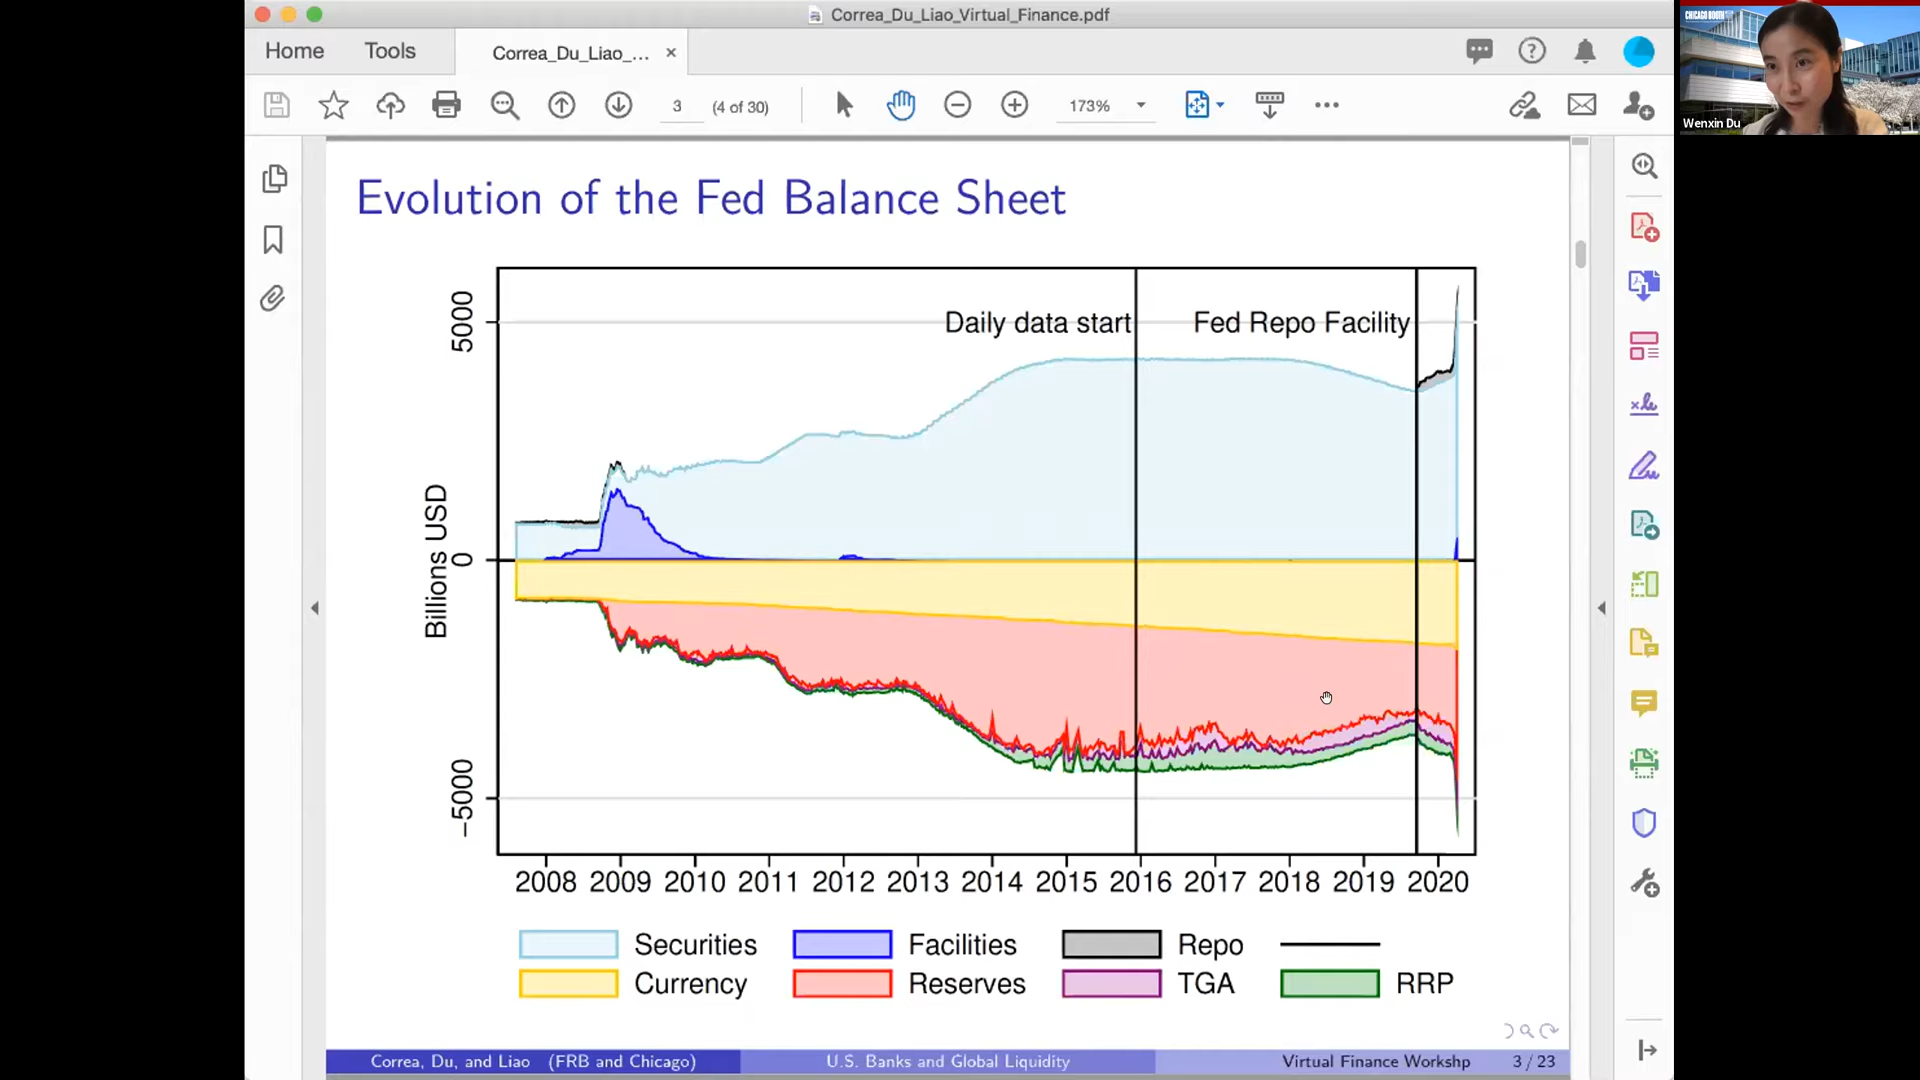 Correa_Du_Liao_Virtual_Finance.pdf
CHICAGO BOOTH
Home Tools Correa_Du_Liao_... ×
3 (4 of 30) 173%
Wenxin Du
Evolution of the Fed Balance Sheet
Daily data start Fed Repo Facility
5000
0
−5000
Billions USD
2008 2009 2010 2011 2012 2013 2014 2015 2016 2017 2018 2019 2020
Securities Facilities Repo
Currency Reserves TGA RRP
Correa, Du, and Liao (FRB and Chicago) U.S. Banks and Global Liquidity Virtual Finance Workshp 3 / 23